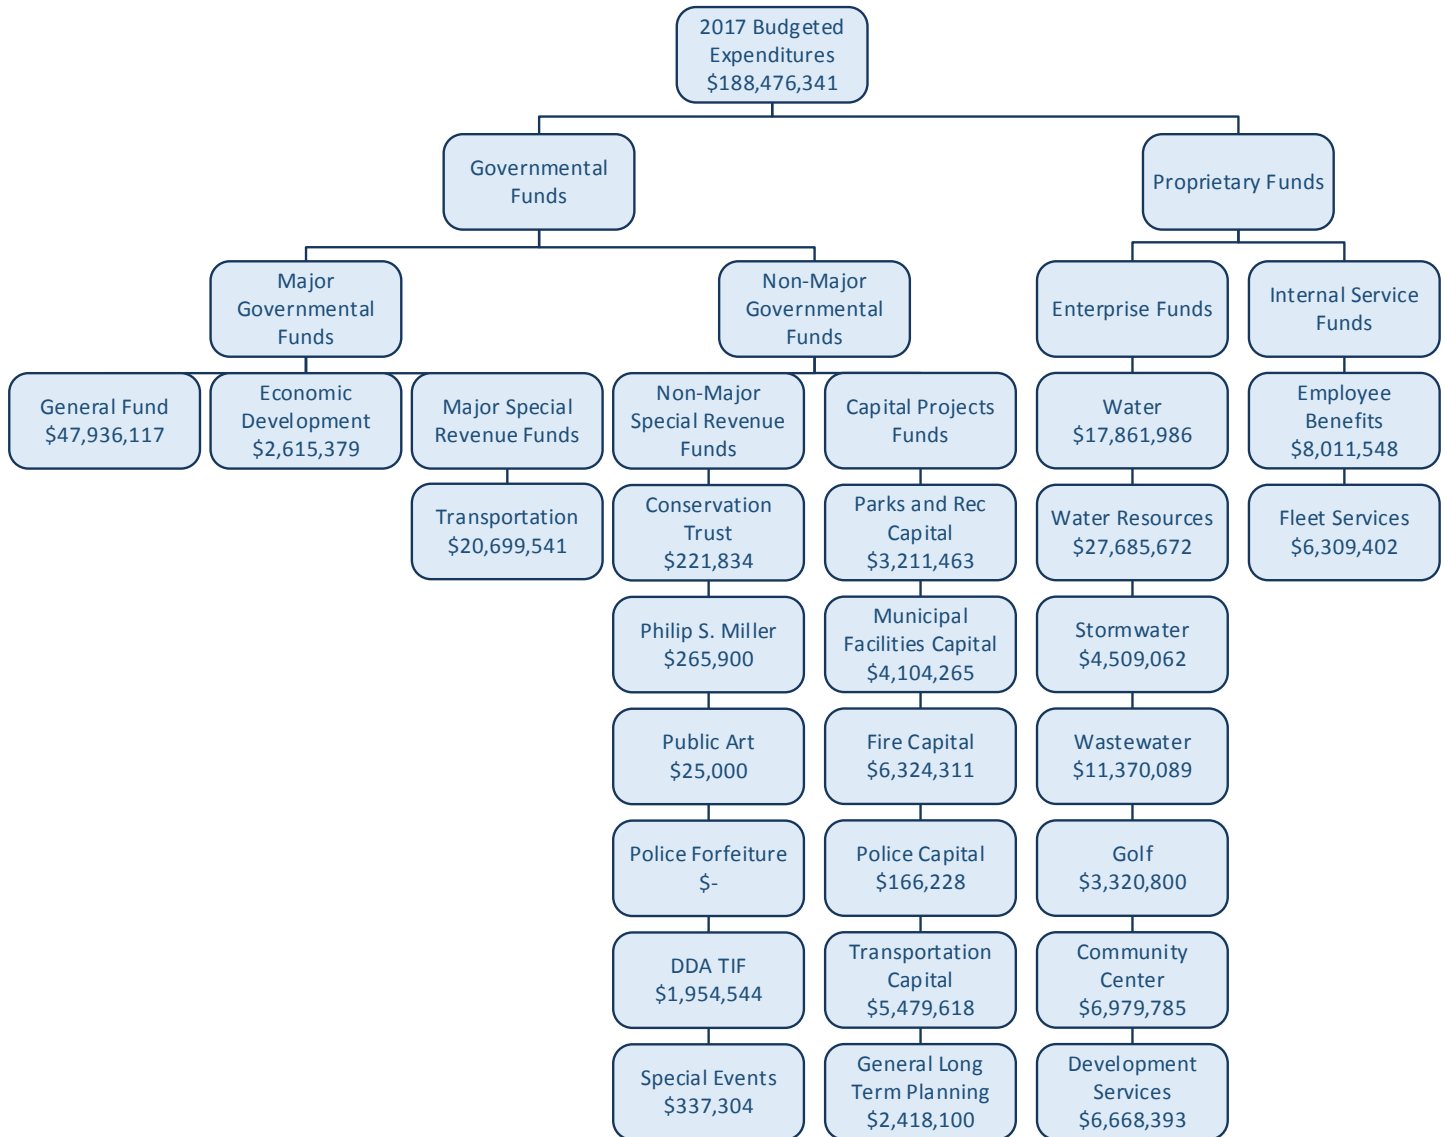 2017 Budgeted
Expenditures
$188,476,341
Governmental
Funds
Proprietary Funds
Major
Governmental
Funds
Non-Major
Governmental
Funds
Enterprise Funds
Internal Service
Funds
General Fund
$47,936,117
Economic
Development
$2,615,379
Major Special
Revenue Funds
Non-Major
Special Revenue
Funds
Capital Projects
Funds
Water
$17,861,986
Employee
Benefits
$8,011,548
Transportation
$20,699,541
Conservation
Trust
$221,834
Parks and Rec
Capital
$3,211,463
Water Resources
$27,685,672
Fleet Services
$6,309,402
Philip S. Miller
$265,900
Municipal
Facilities Capital
$4,104,265
Stormwater
$4,509,062
Public Art
$25,000
Fire Capital
$6,324,311
Wastewater
$11,370,089
Police Forfeiture
$-
Police Capital
$166,228
Golf
$3,320,800
DDA TIF
$1,954,544
Transportation
Capital
$5,479,618
Community
Center
$6,979,785
Special Events
$337,304
General Long
Term Planning
$2,418,100
Development
Services
$6,668,393